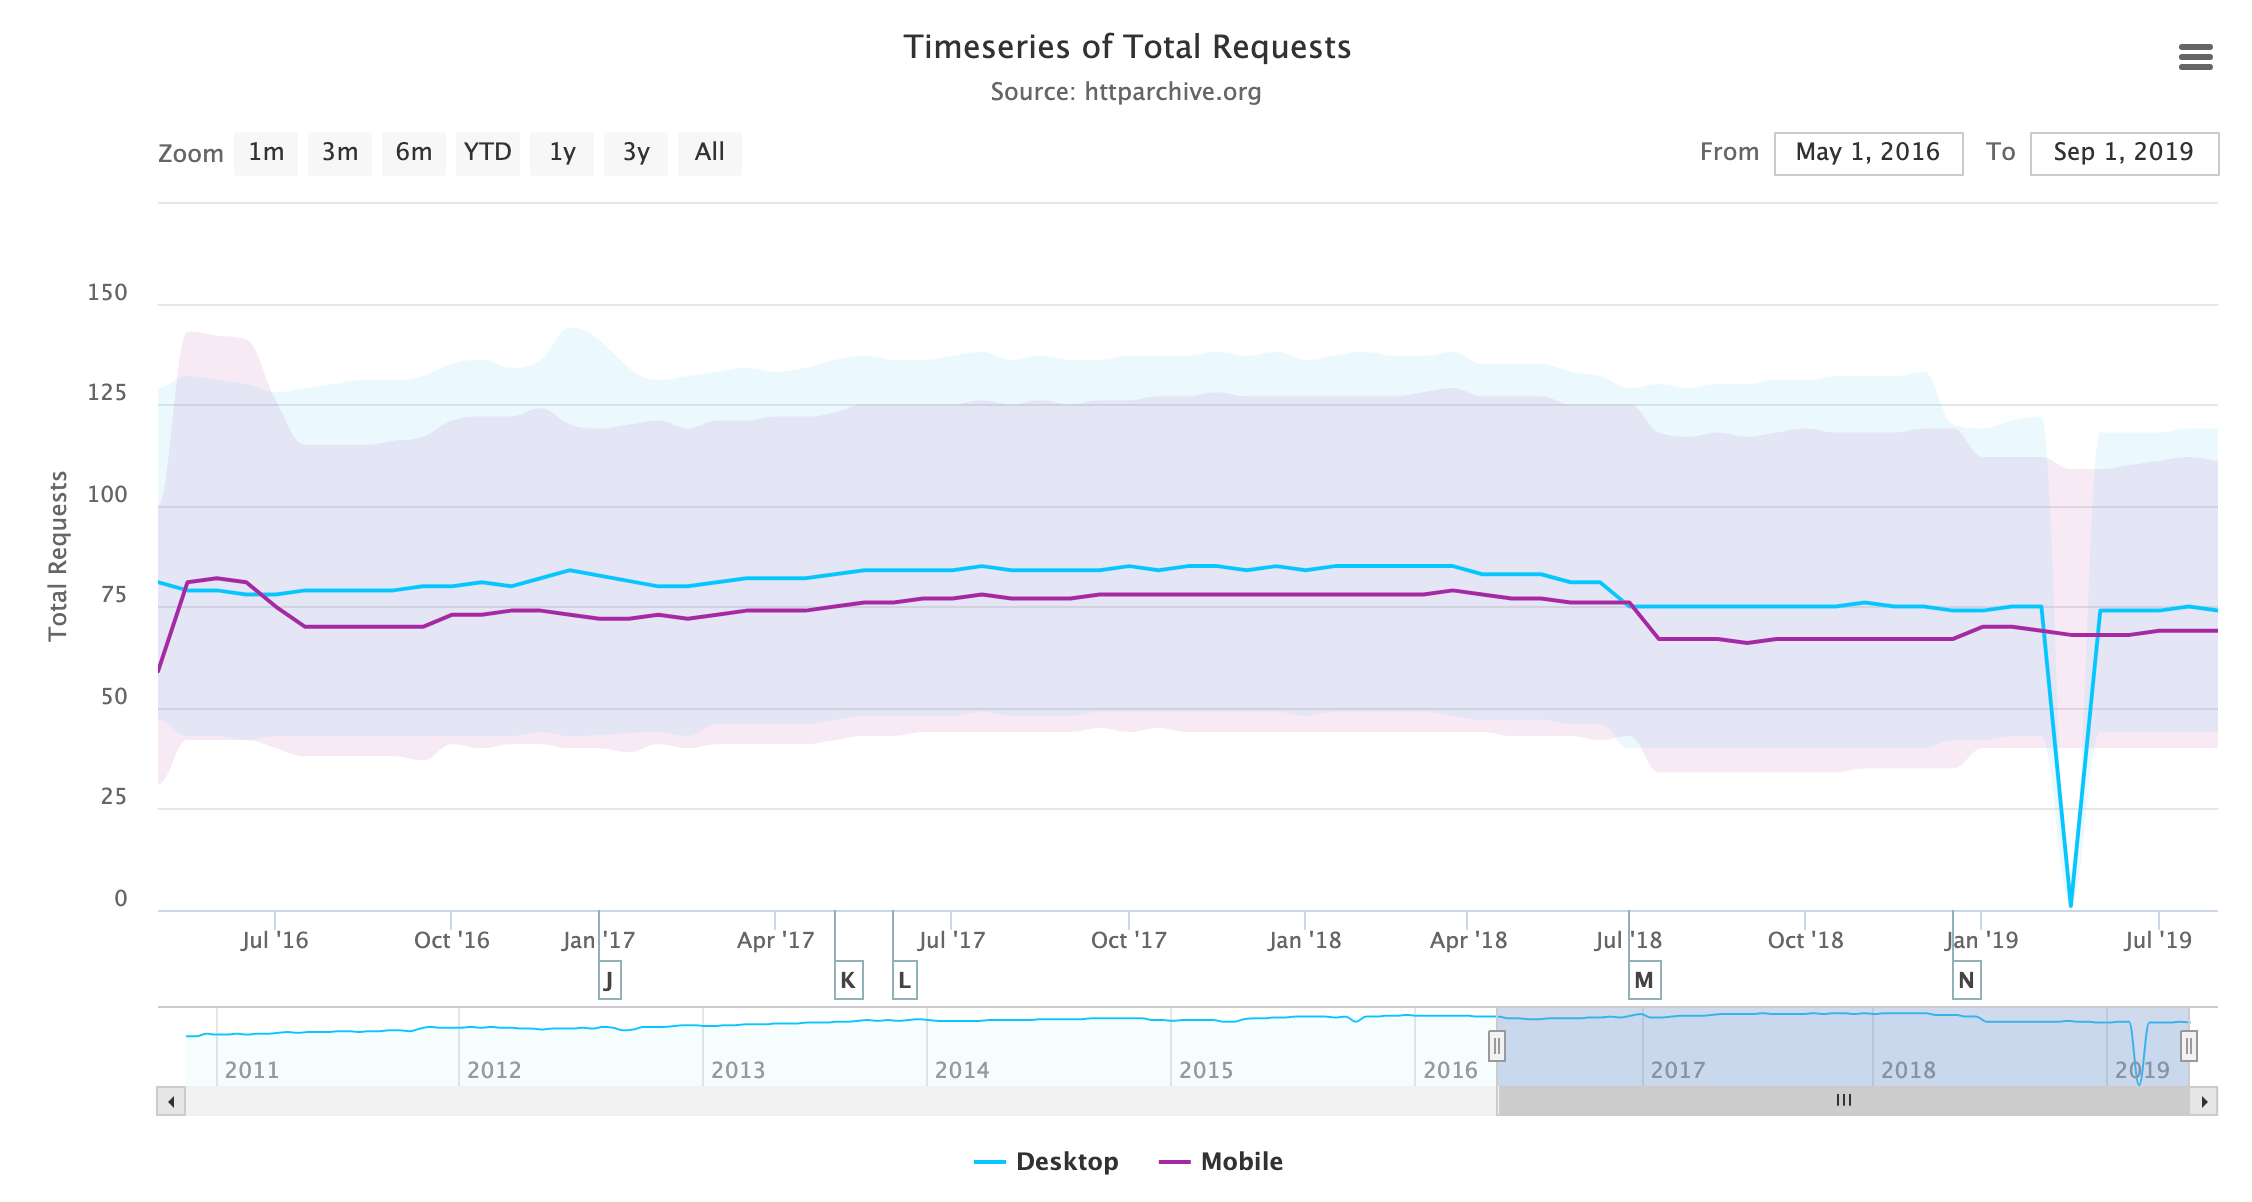 Timeseries of Total Requests
Source: httparchive.org
Zoom 1m 3m 6m YTD 1y 3y All From May 1, 2016 To Sep 1, 2019
Total Requests
150
125
100
75
50
25
0
Jul '16 Oct '16 Jan '17 Apr '17 Jul '17 Oct '17 Jan '18 Apr '18 Jul '18 Oct '18 Jan '19 Jul '19
J K L M N
2011 2012 2013 2014 2015 2016 2017 2018 2019
Desktop Mobile